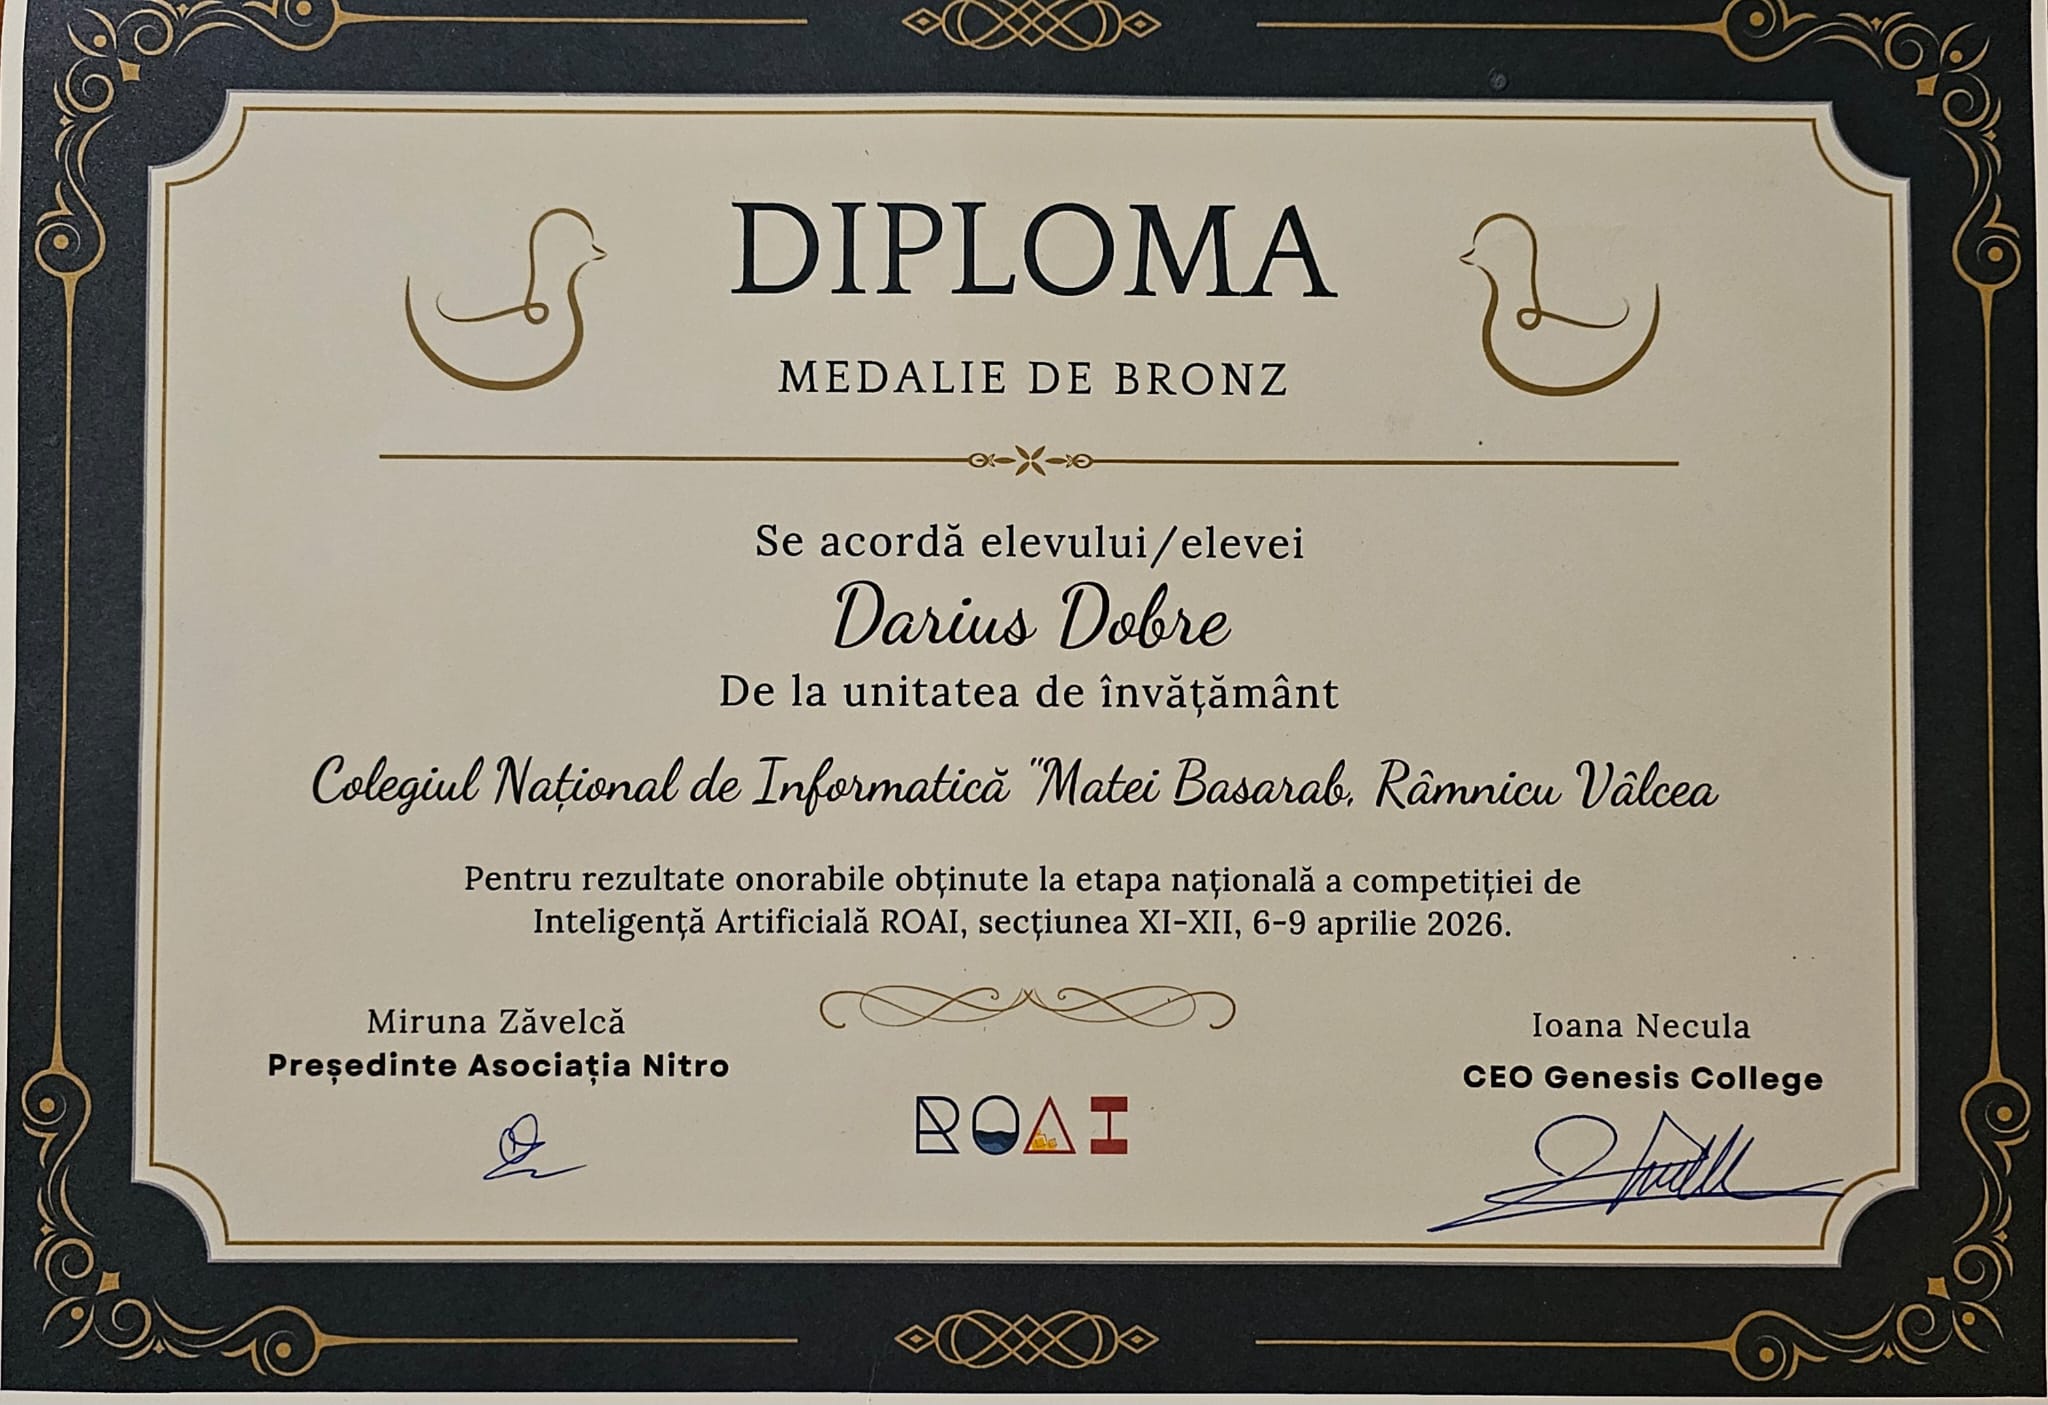 DIPLOMA
MEDALIE DE BRONZ
Se acordă elevului/elevei
Darius Dobre
De la unitatea de învățământ
Colegiul Național de Informatică "Matei Basarab, Râmnicu Vâlcea
Pentru rezultate onorabile obținute la etapa națională a competiției de
Inteligență Artificială ROAI, secțiunea XI-XII, 6-9 aprilie 2026.
Miruna Zăvelcă
Președinte Asociația Nitro
Ioana Necula
CEO Genesis College
ROAI